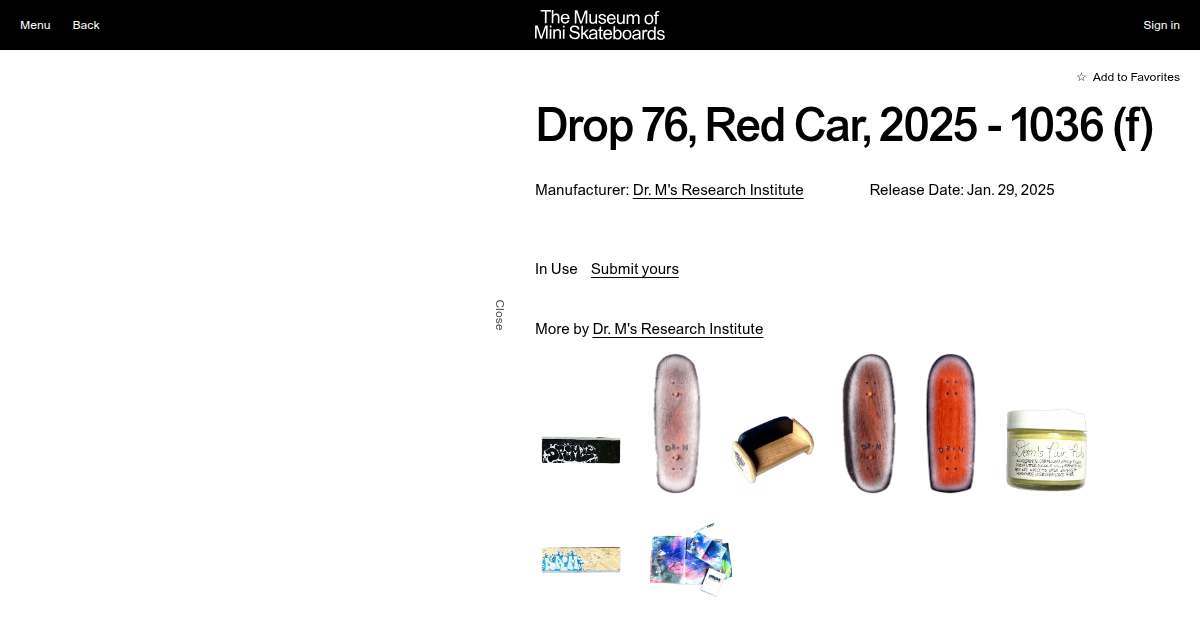 Menu
Back
The Museum of
Mini Skateboards
Sign in
☆ Add to Favorites
Drop 76, Red Car, 2025 - 1036 (f)
Manufacturer: Dr. M's Research Institute
Release Date: Jan. 29, 2025
In Use Submit yours
Close
More by Dr. M's Research Institute